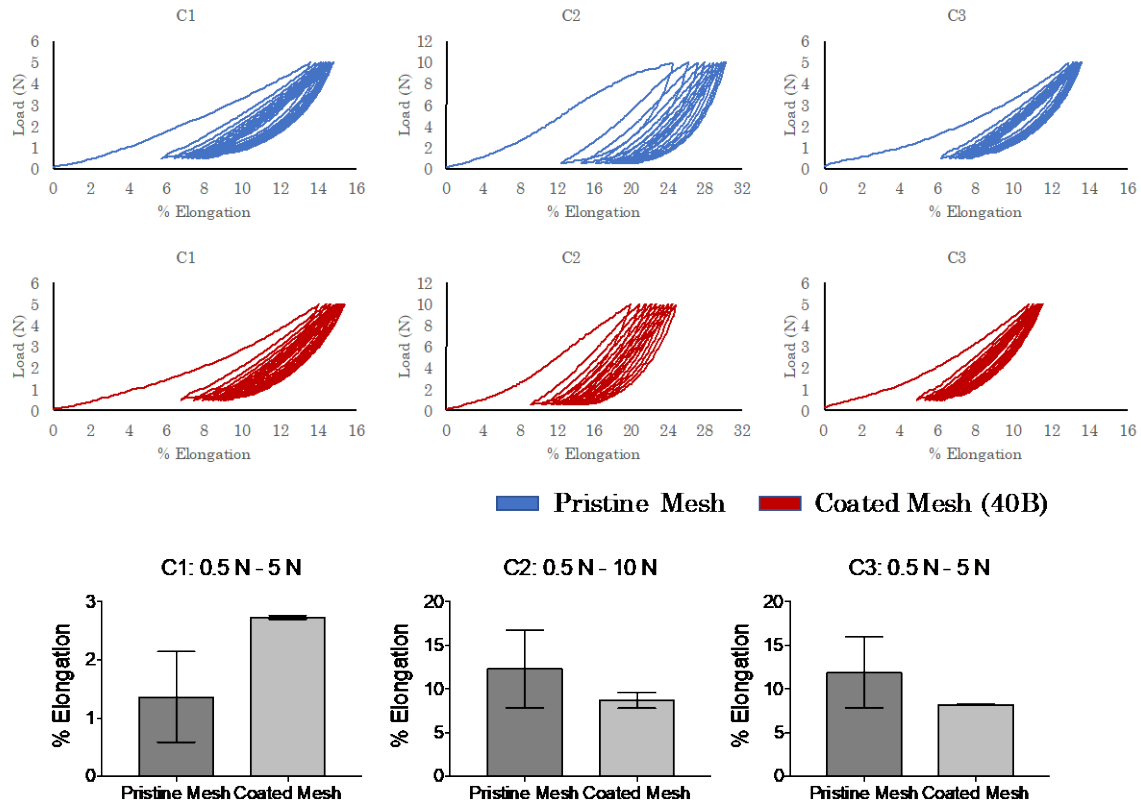 C1 C2 C3
6 12 6
5 10 5
4 8 4
3 6 3
2 4 2
1 2 1
0 0 0
Load (N) Load (N) Load (N)
0 2 4 6 8 10 12 14 16 0 4 8 12 16 20 24 28 32 0 2 4 6 8 10 12 14 16
% Elongation % Elongation % Elongation
C1 C2 C3
6 12 6
5 10 5
4 8 4
3 6 3
2 4 2
1 2 1
0 0 0
Load (N) Load (N) Load (N)
0 2 4 6 8 10 12 14 16 0 4 8 12 16 20 30 28 32 0 2 4 6 8 10 12 14 16
% Elongation % Elongation % Elongation
Pristine Mesh Coated Mesh (40B)
C1: 0.5 N - 5 N C2: 0.5 N - 10 N C3: 0.5 N - 5 N
3 20 20
2 15 15
1 10 10
0 5 5
0 0
% Elongation % Elongation % Elongation
Pristine Mesh Coated Mesh Pristine Mesh Coated Mesh Pristine Mesh Coated Mesh